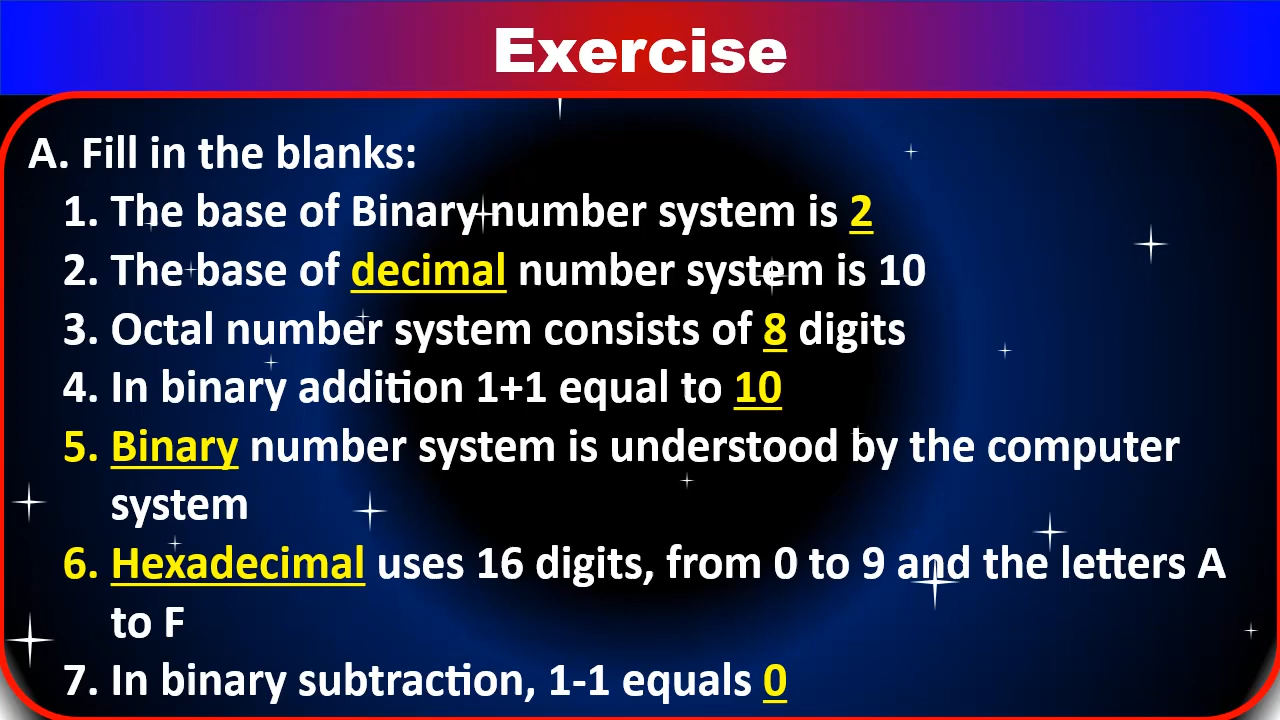 Exercise
A. Fill in the blanks:
1. The base of Binary number system is 2
2. The base of decimal number system is 10
3. Octal number system consists of 8 digits
4. In binary addition 1+1 equal to 10
5. Binary number system is understood by the computer
system
6. Hexadecimal uses 16 digits, from 0 to 9 and the letters A
to F
7. In binary subtraction, 1-1 equals 0